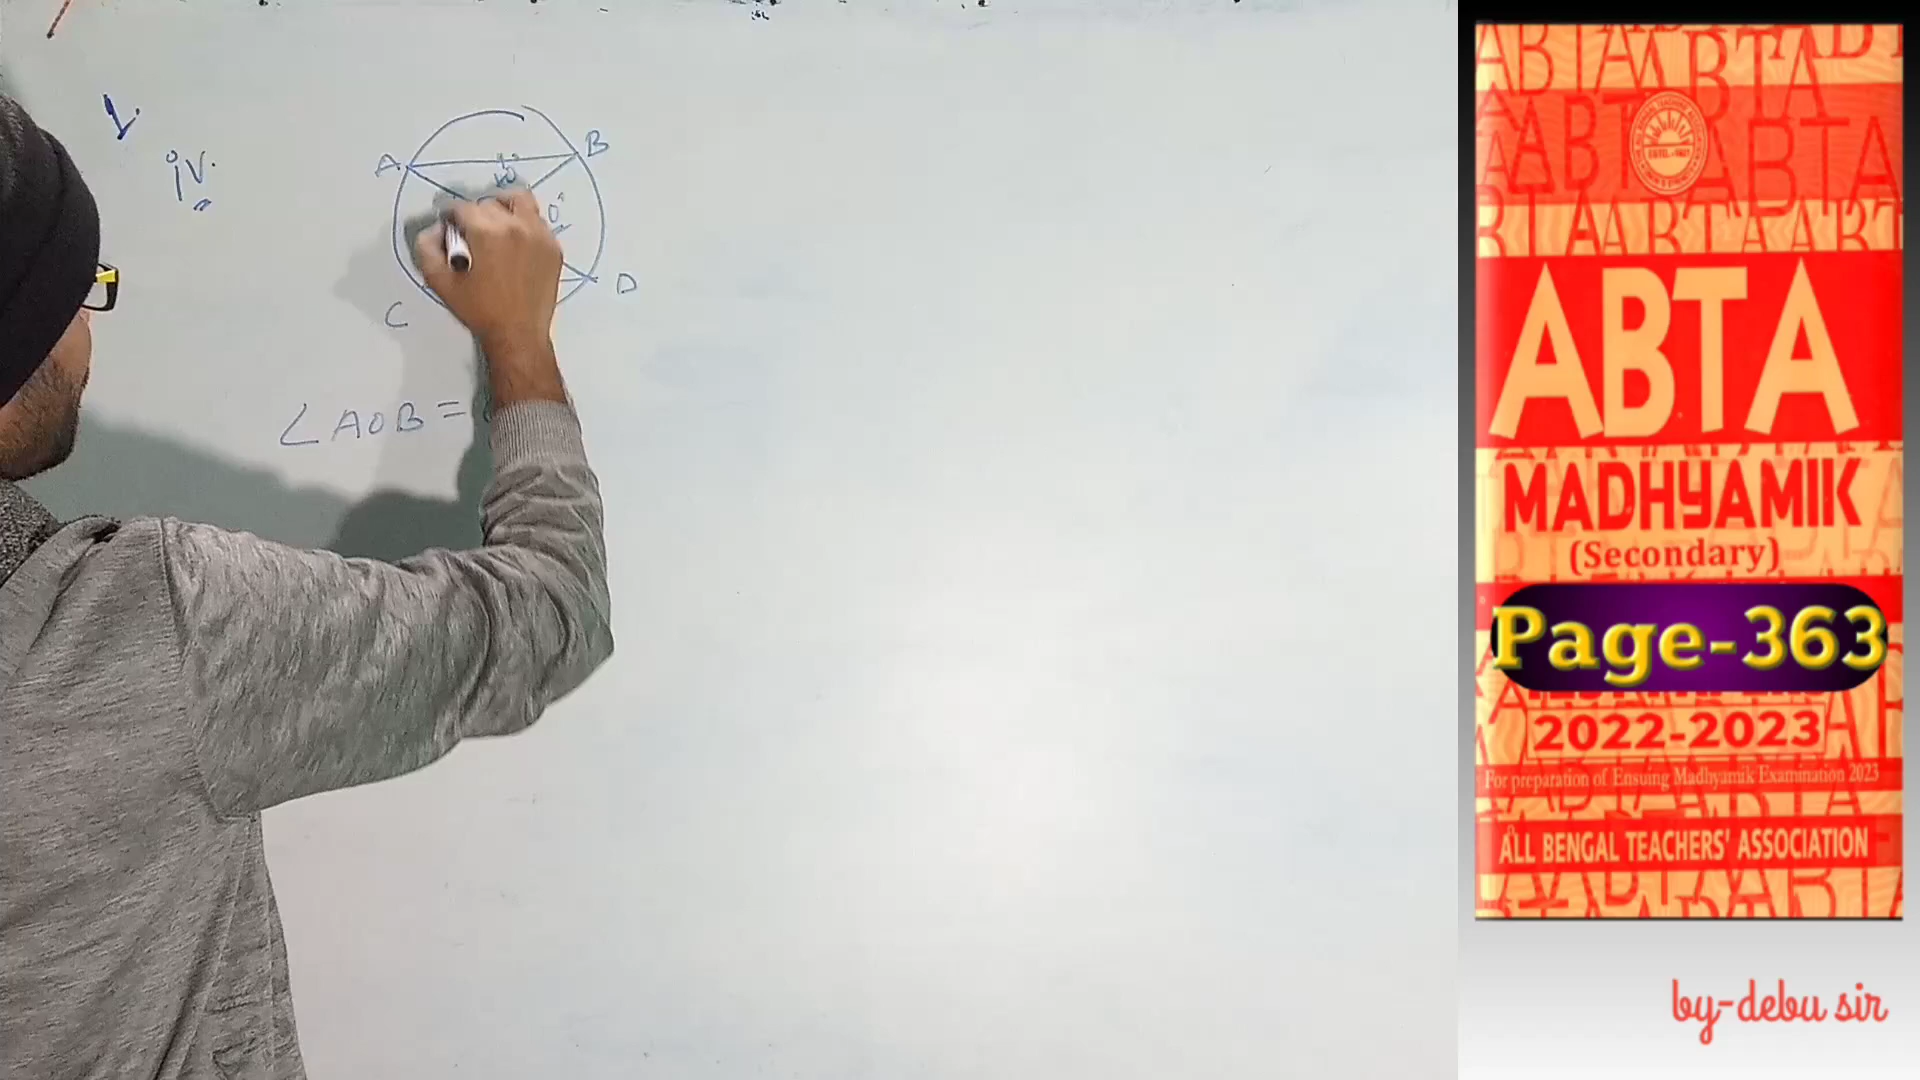 1.
iv.
A
B
D
C
∠AOB =
ABTA
MADHYAMIK
(Secondary)
Page-363
2022-2023
For preparation of Ensuing Madhyamik Examination 2023
ALL BENGAL TEACHERS' ASSOCIATION
by-debu sir